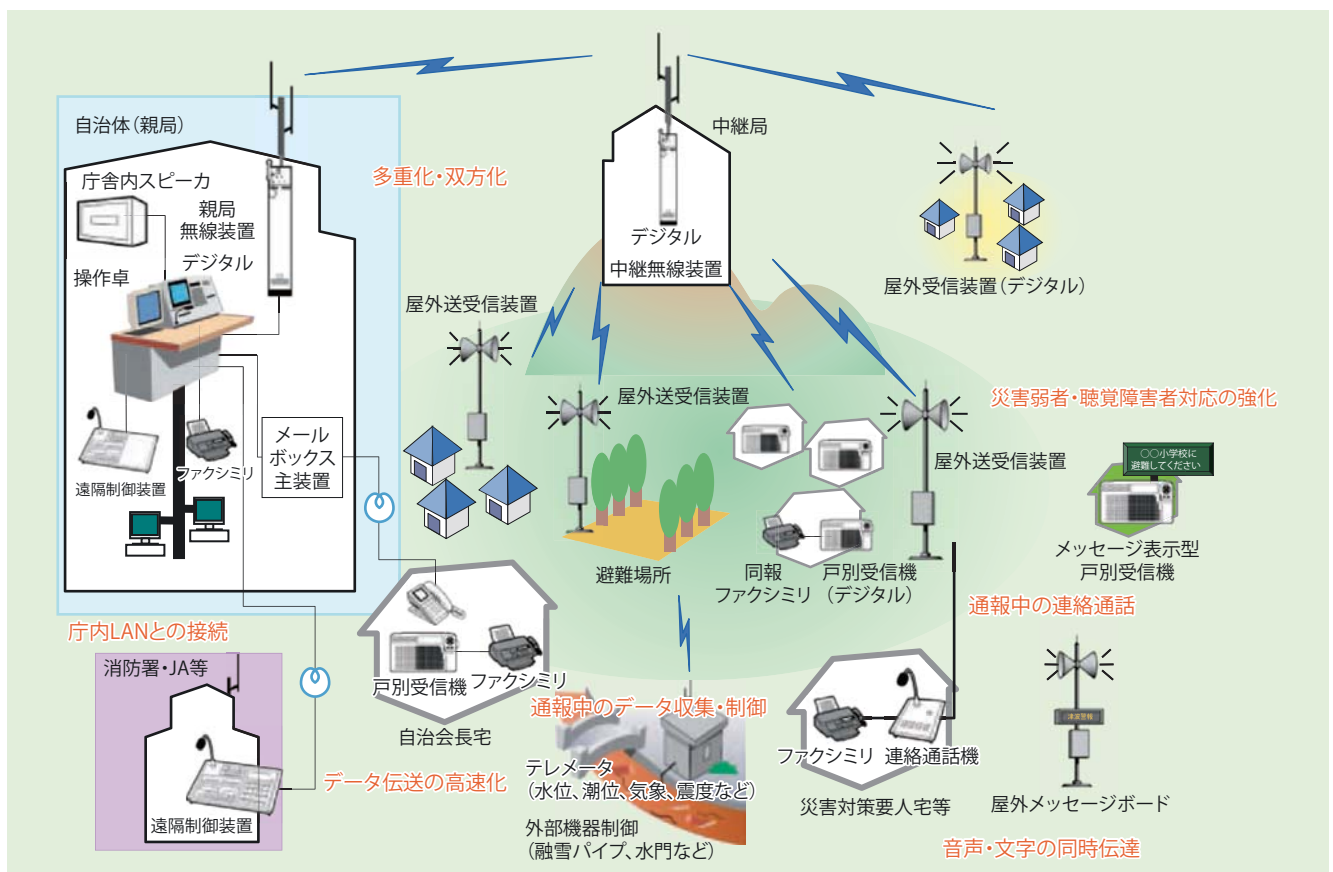 自治体(親局)
庁舎内スピーカ
親局
無線装置
デジタル
操作卓
遠隔制御装置
ファクシミリ
メール
ボックス
主装置
多重化・双方化
中継局
デジタル
中継無線装置
屋外受信装置(デジタル)
屋外送受信装置
屋外送受信装置
屋外送受信装置
災害弱者・聴覚障害者対応の強化
○○小学校に
避難してください
メッセージ表示型
戸別受信機
避難場所
同報
ファクシミリ
戸別受信機
(デジタル)
通報中の連絡通話
庁内LANとの接続
消防署・JA等
遠隔制御装置
データ伝送の高速化
戸別受信機
ファクシミリ
自治会長宅
通報中のデータ収集・制御
テレメータ
(水位、潮位、気象、震度など)
外部機器制御
(融雪パイプ、水門など)
ファクシミリ
連絡通話機
災害対策要人宅等
津波警報
屋外メッセージボード
音声・文字の同時伝達